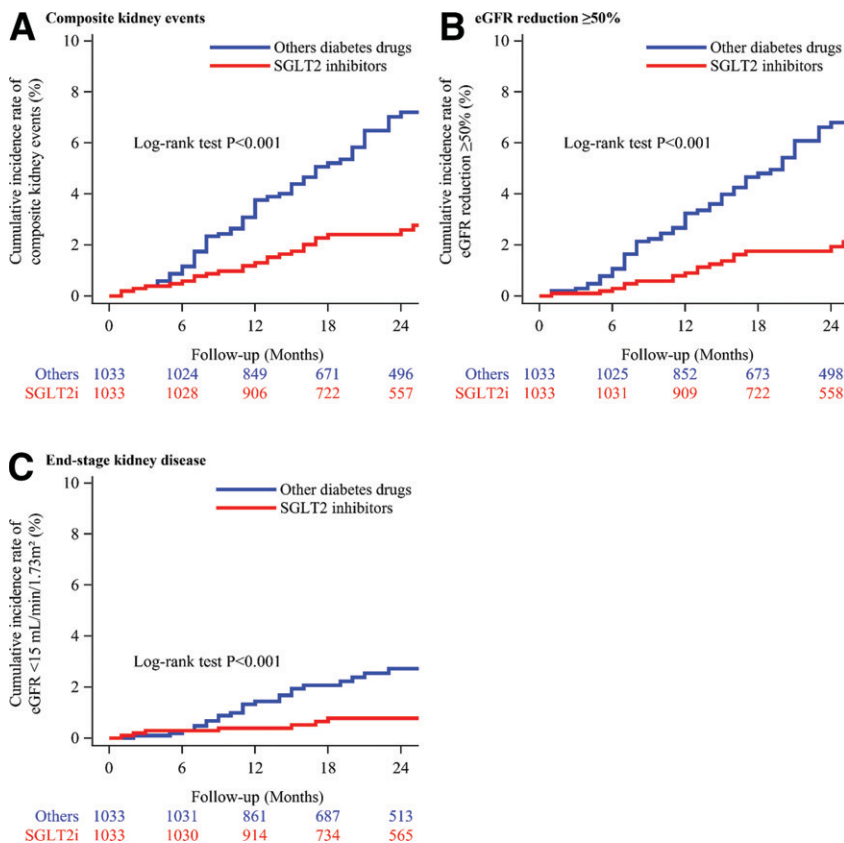 A Composite kidney events
10
8
6
4
2
0
Cumulative incidence rate of
composite kidney events (%)
Others diabetes drugs
SGLT2 inhibitors
Log-rank test P<0.001
0 6 12 18 24
Follow-up (Months)
Others 1033 1024 849 671 496
SGLT2i 1033 1028 906 722 557
B eGFR reduction ≥50%
10
8
6
4
2
0
Cumulative incidence rate of
eGFR reduction ≥50% (%)
Other diabetes drugs
SGLT2 inhibitors
Log-rank test P<0.001
0 6 12 18 24
Follow-up (Months)
Others 1033 1025 852 673 498
SGLT2i 1033 1031 909 722 558
C End-stage kidney disease
10
8
6
4
2
0
Cumulative incidence rate of
eGFR <15 mL/min/1.73m² (%)
Other diabetes drugs
SGLT2 inhibitors
Log-rank test P<0.001
0 6 12 18 24
Follow-up (Months)
Others 1033 1031 861 687 513
SGLT2i 1033 1030 914 734 565